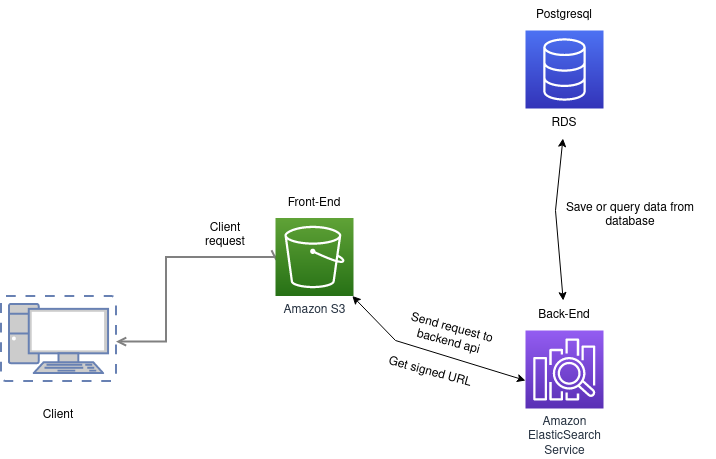 Postgresql
RDS
Save or query data from
database
Front-End
Client
request
Amazon S3
Back-End
Send request to
backend api
Get signed URL
Client
Amazon
ElasticSearch
Service